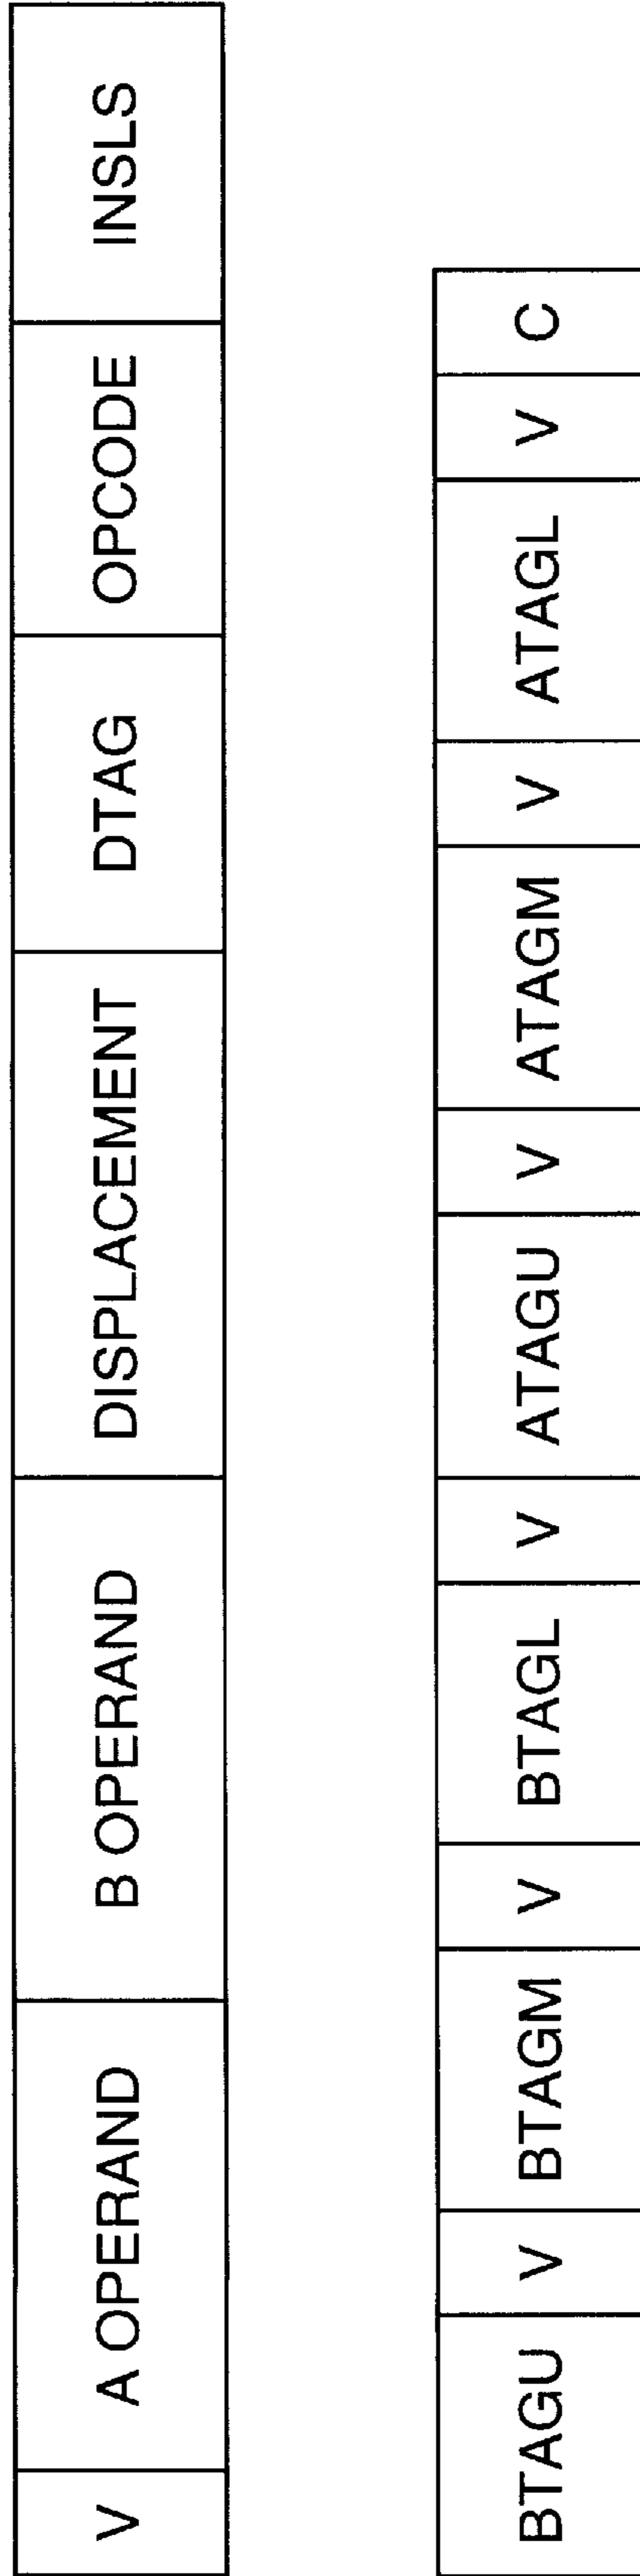 V A OPERAND B OPERAND DISPLACEMENT DTAG OPCODE INSLS
BTAGU V BTAGM V BTAGL V ATAGU V ATAGM V ATAGL V C